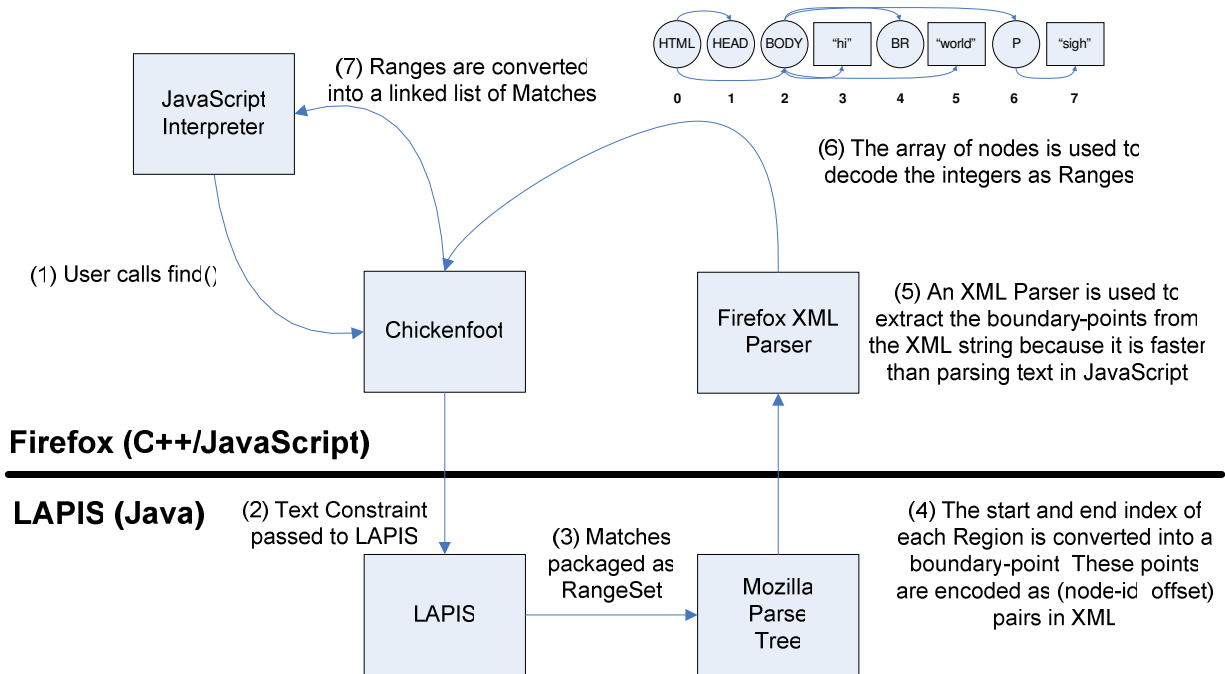 HTML HEAD BODY "hi" BR "world" P "sigh"
0 1 2 3 4 5 6 7
(7) Ranges are converted
into a linked list of Matches
JavaScript
Interpreter
(6) The array of nodes is used to
decode the integers as Ranges
(1) User calls find()
Chickenfoot
Firefox XML
Parser
(5) An XML Parser is used to
extract the boundary-points from
the XML string because it is faster
than parsing text in JavaScript
Firefox (C++/JavaScript)
LAPIS (Java)
(2) Text Constraint
passed to LAPIS
(3) Matches
packaged as
RangeSet
(4) The start and end index of
each Region is converted into a
boundary-point These points
are encoded as (node-id offset)
pairs in XML
LAPIS
Mozilla
Parse
Tree